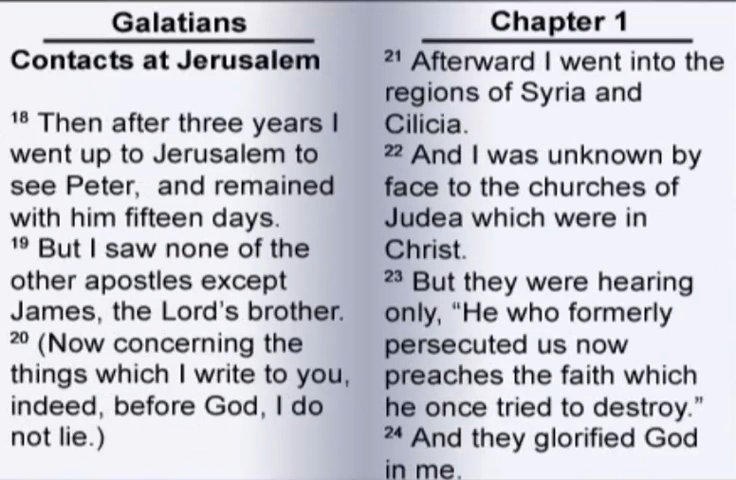 Galatians
Contacts at Jerusalem
18 Then after three years I
went up to Jerusalem to
see Peter, and remained
with him fifteen days.
19 But I saw none of the
other apostles except
James, the Lord's brother.
20 (Now concerning the
things which I write to you,
indeed, before God, I do
not lie.)
Chapter 1
21 Afterward I went into the
regions of Syria and
Cilicia.
22 And I was unknown by
face to the churches of
Judea which were in
Christ.
23 But they were hearing
only, “He who formerly
persecuted us now
preaches the faith which
he once tried to destroy.”
24 And they glorified God
in me.